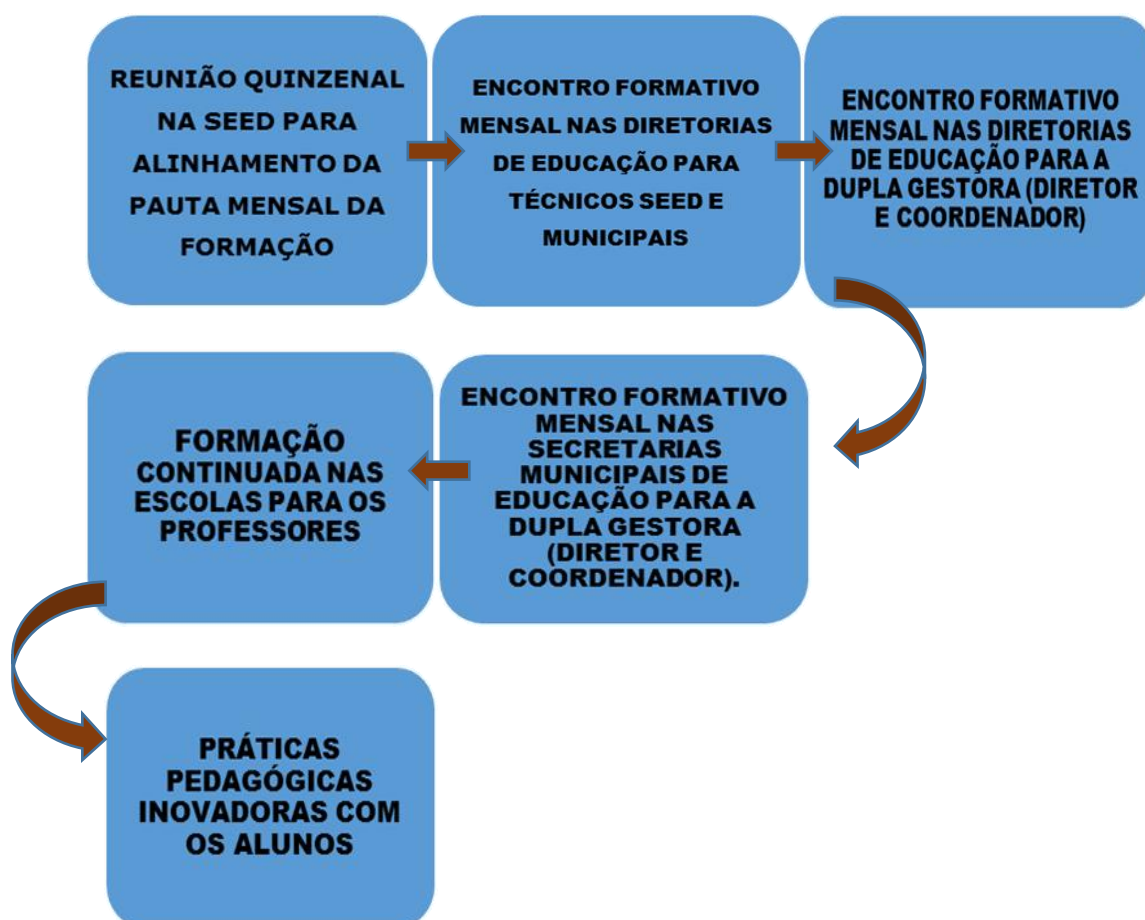 REUNIÃO QUINZENAL
NA SEED PARA
ALINHAMENTO DA
PAUTA MENSAL DA
FORMAÇÃO
ENCONTRO FORMATIVO
MENSAL NAS DIRETORIAS
DE EDUCAÇÃO PARA
TÉCNICOS SEED E
MUNICIPAIS
ENCONTRO FORMATIVO
MENSAL NAS DIRETORIAS
DE EDUCAÇÃO PARA A
DUPLA GESTORA (DIRETOR
E COORDENADOR)
ENCONTRO FORMATIVO
MENSAL NAS
SECRETARIAS
MUNICIPAIS DE
EDUCAÇÃO PARA A
DUPLA GESTORA
(DIRETOR E
COORDENADOR).
FORMAÇÃO
CONTINUADA NAS
ESCOLAS PARA OS
PROFESSORES
PRÁTICAS
PEDAGÓGICAS
INOVADORAS COM
OS ALUNOS